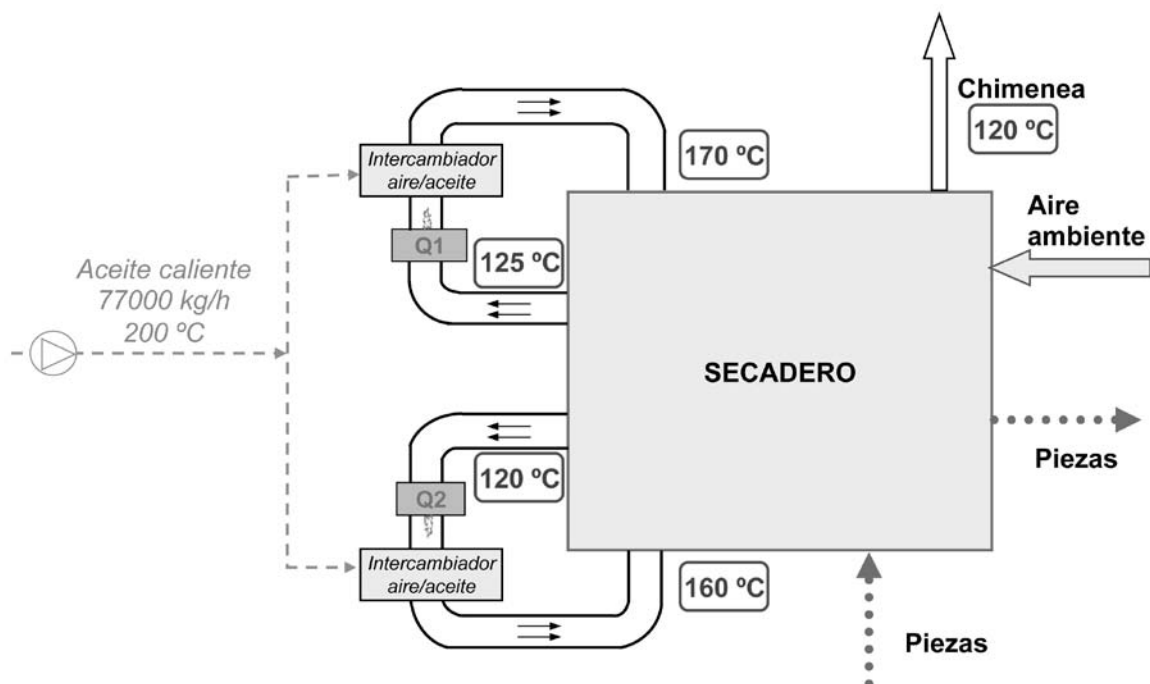 Chimenea
120 ºC
Intercambiador
aire/aceite
170 ºC
Aire
ambiente
Q1
125 ºC
Aceite caliente
77000 kg/h
200 ºC
SECADERO
Piezas
120 ºC
Q2
Intercambiador
aire/aceite
160 ºC
Piezas